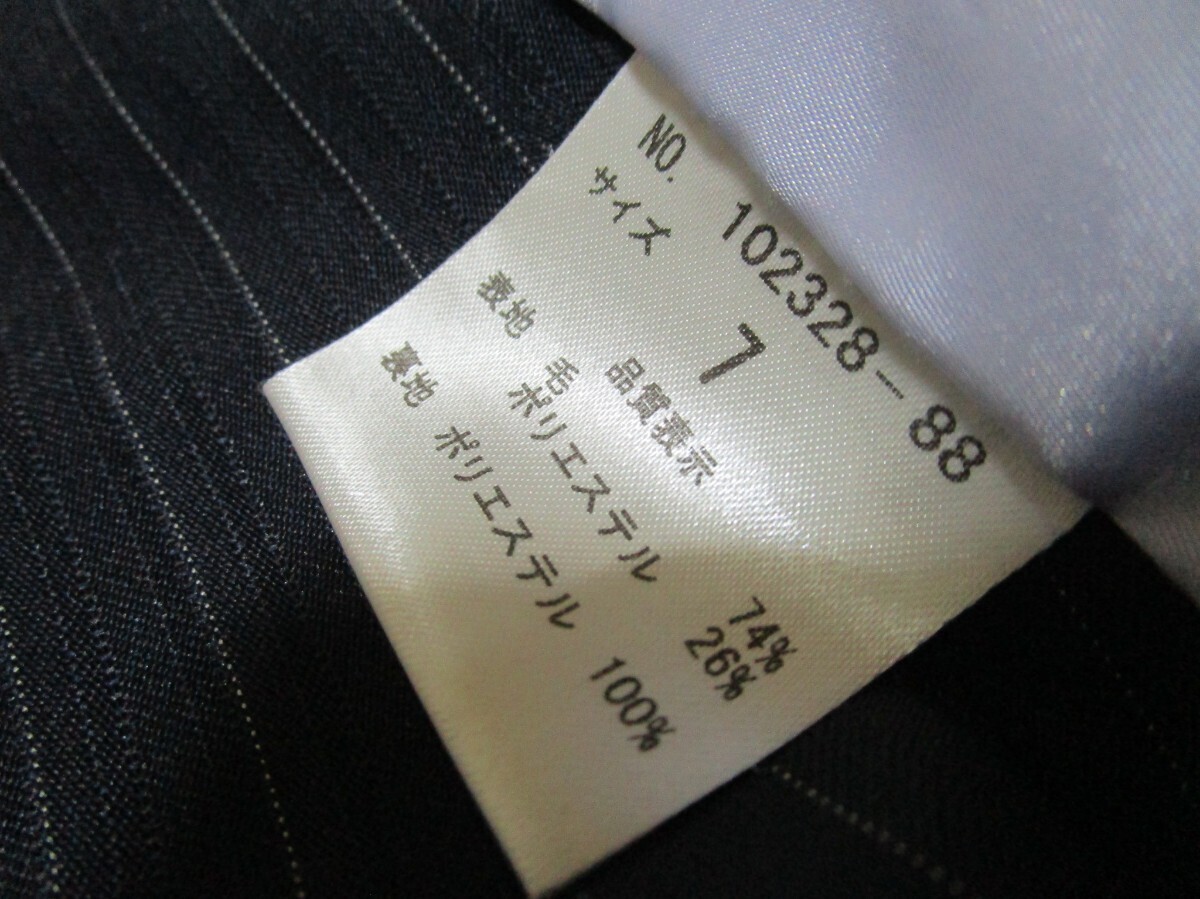 NO. 102328-88
サイズ 7
品質表示
表地 毛 74%
ポリエステル 26%
裏地 ポリエステル 100%